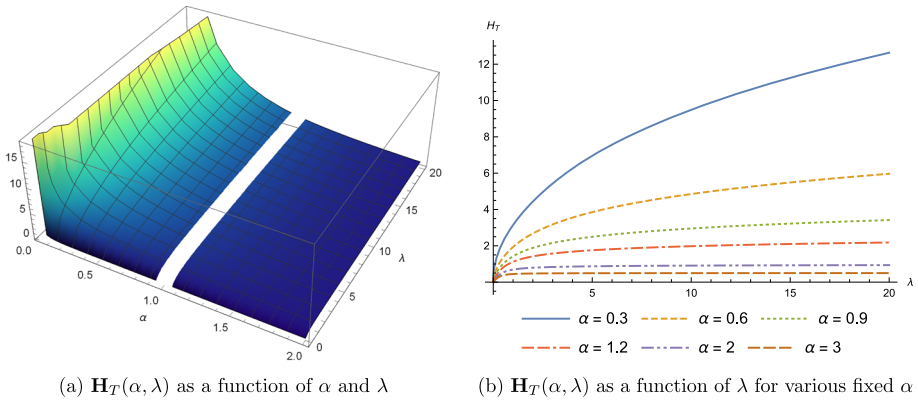 15
10
5
0
0.0
0.5
1.0
1.5
2.0
α
0
5
10
15
20
λ
H_T
12
10
8
6
4
2
5
10
15
20
λ
α = 0.3
α = 0.6
α = 0.9
α = 1.2
α = 2
α = 3
(a) H_T(α, λ) as a function of α and λ
(b) H_T(α, λ) as a function of λ for various fixed α